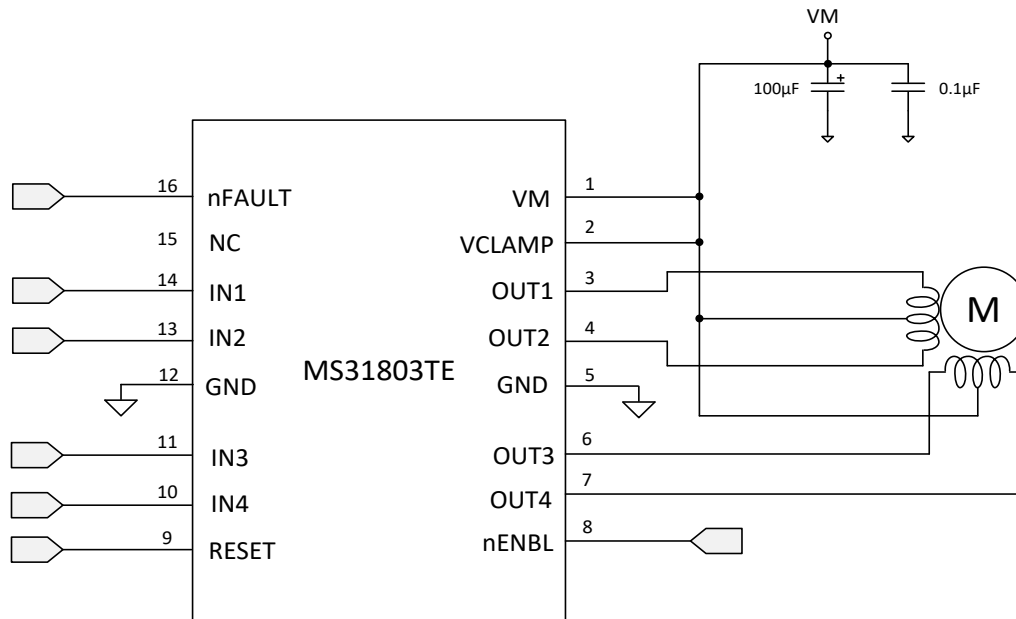 VM
100µF
+
0.1µF
16 nFAULT
VM 1
15 NC
VCLAMP 2
14 IN1
OUT1 3
13 IN2
OUT2 4
MS31803TE
M
12 GND
GND 5
11 IN3
OUT3 6
10 IN4
OUT4 7
9 RESET
nENBL 8